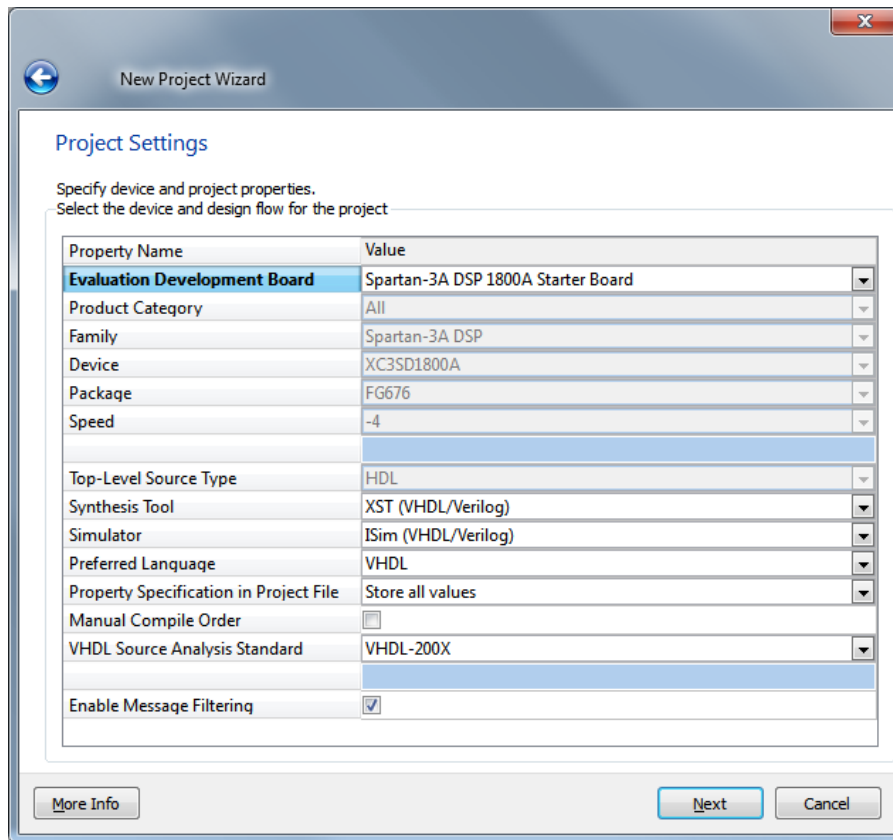 New Project Wizard
Project Settings
Specify device and project properties.
Select the device and design flow for the project
Property Name Value
Evaluation Development Board Spartan-3A DSP 1800A Starter Board
Product Category All
Family Spartan-3A DSP
Device XC3SD1800A
Package FG676
Speed -4
Top-Level Source Type HDL
Synthesis Tool XST (VHDL/Verilog)
Simulator ISim (VHDL/Verilog)
Preferred Language VHDL
Property Specification in Project File Store all values
Manual Compile Order
VHDL Source Analysis Standard VHDL-200X
Enable Message Filtering
More Info Next Cancel